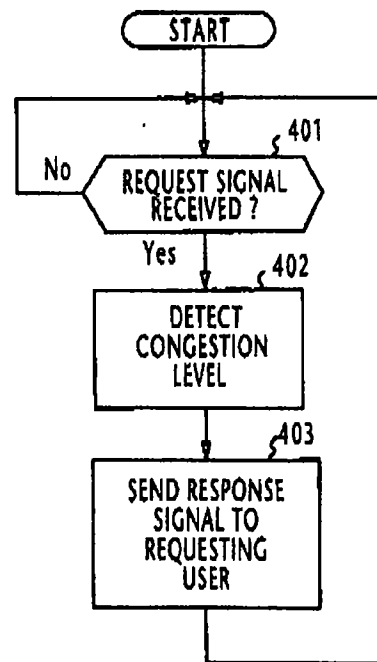 START
401
No
REQUEST SIGNAL
RECEIVED ?
Yes
402
DETECT
CONGESTION
LEVEL
403
SEND RESPONSE
SIGNAL TO
REQUESTING
USER